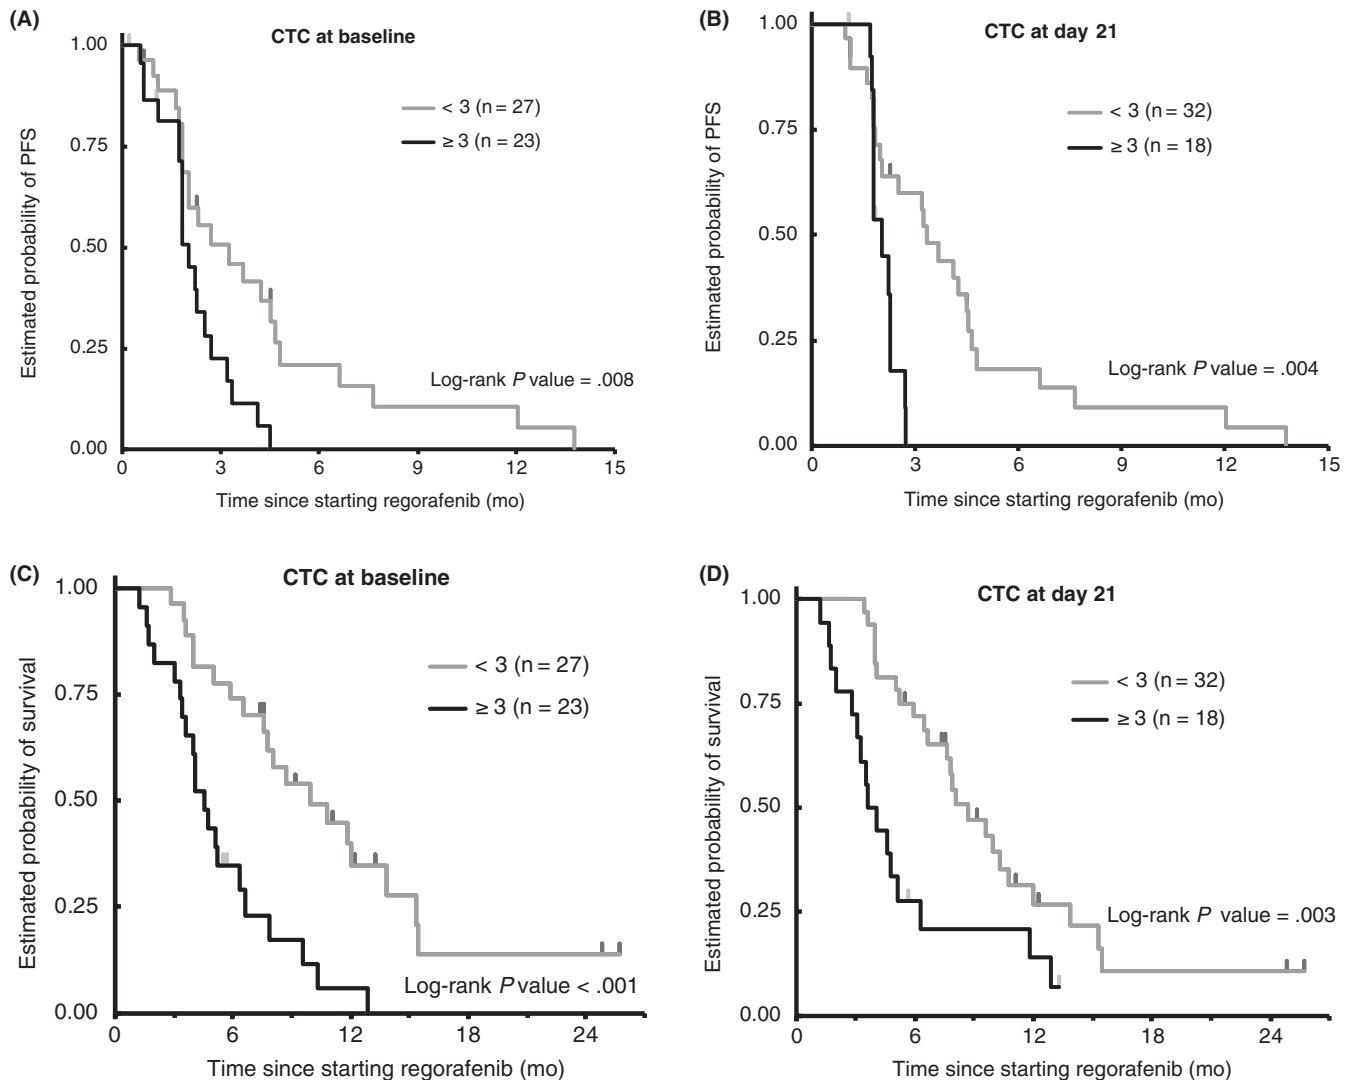 (A)
CTC at baseline
Estimated probability of PFS
1.00
0.75
0.50
0.25
0.00
< 3 (n = 27)
≥ 3 (n = 23)
Log-rank P value = .008
0 3 6 9 12 15
Time since starting regorafenib (mo)
(B)
CTC at day 21
Estimated probability of PFS
1.00
0.75
0.50
0.25
0.00
< 3 (n = 32)
≥ 3 (n = 18)
Log-rank P value = .004
0 3 6 9 12 15
Time since starting regorafenib (mo)
(C)
CTC at baseline
Estimated probability of survival
1.00
0.75
0.50
0.25
0.00
< 3 (n = 27)
≥ 3 (n = 23)
Log-rank P value < .001
0 6 12 18 24
Time since starting regorafenib (mo)
(D)
CTC at day 21
Estimated probability of survival
1.00
0.75
0.50
0.25
0.00
< 3 (n = 32)
≥ 3 (n = 18)
Log-rank P value = .003
0 6 12 18 24
Time since starting regorafenib (mo)